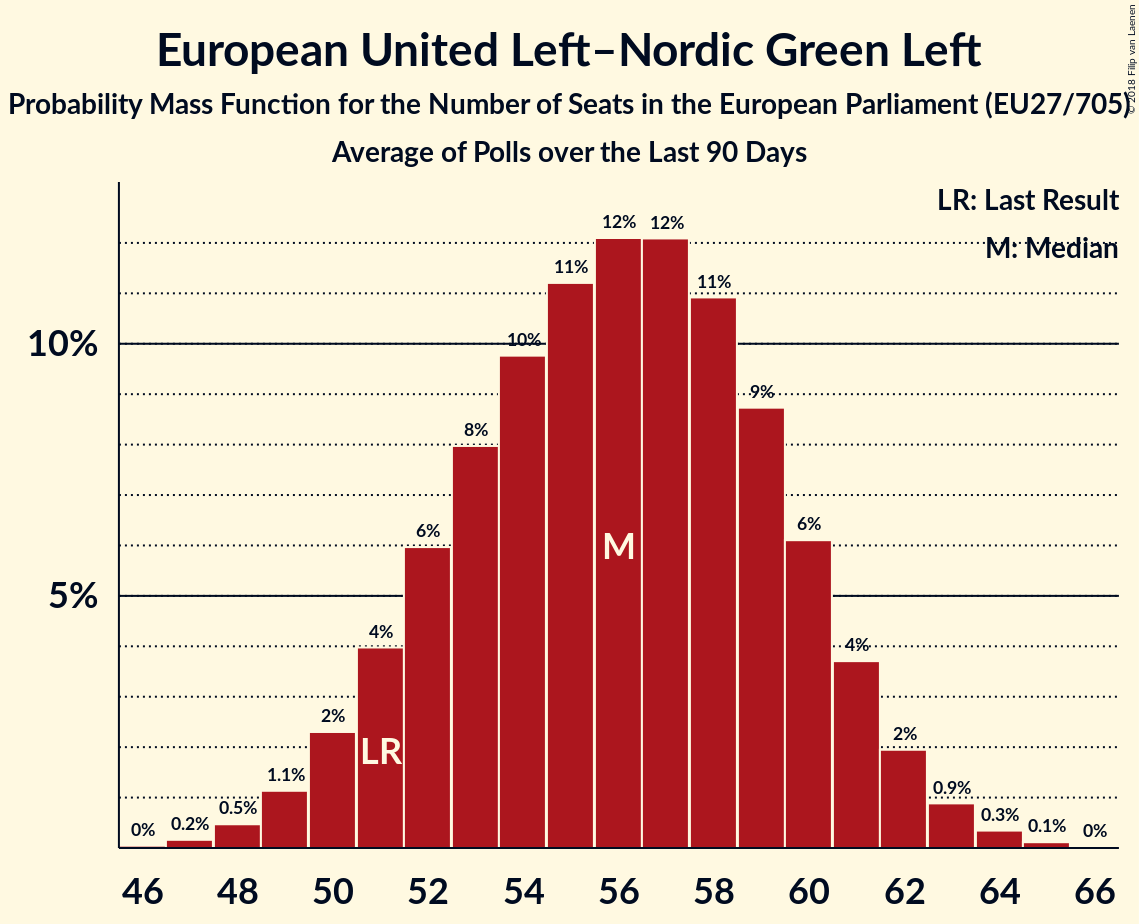 European United Left–Nordic Green Left
Probability Mass Function for the Number of Seats in the European Parliament (EU27/705)
Average of Polls over the Last 90 Days
© 2018 Filip van Laenen
LR: Last Result
M: Median
10%
5%
0%
0.2%
0.5%
1.1%
2%
4%
6%
8%
10%
11%
12%
12%
11%
9%
6%
4%
2%
0.9%
0.3%
0.1%
0%
LR
M
46 48 50 52 54 56 58 60 62 64 66